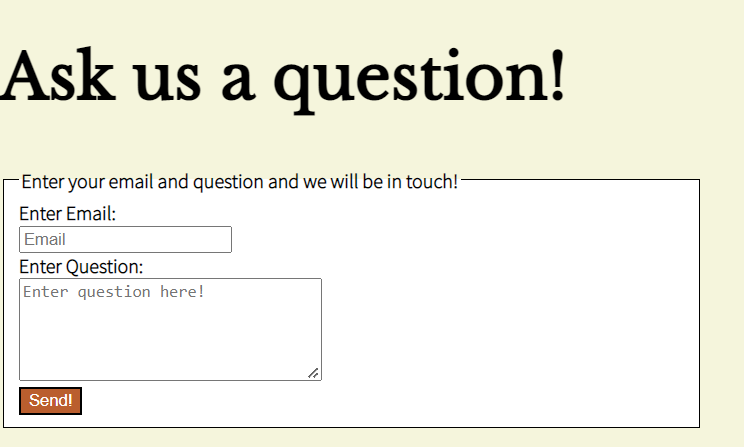 Ask us a question!
Enter your email and question and we will be in touch!
Enter Email:
Email
Enter Question:
Enter question here!
Send!